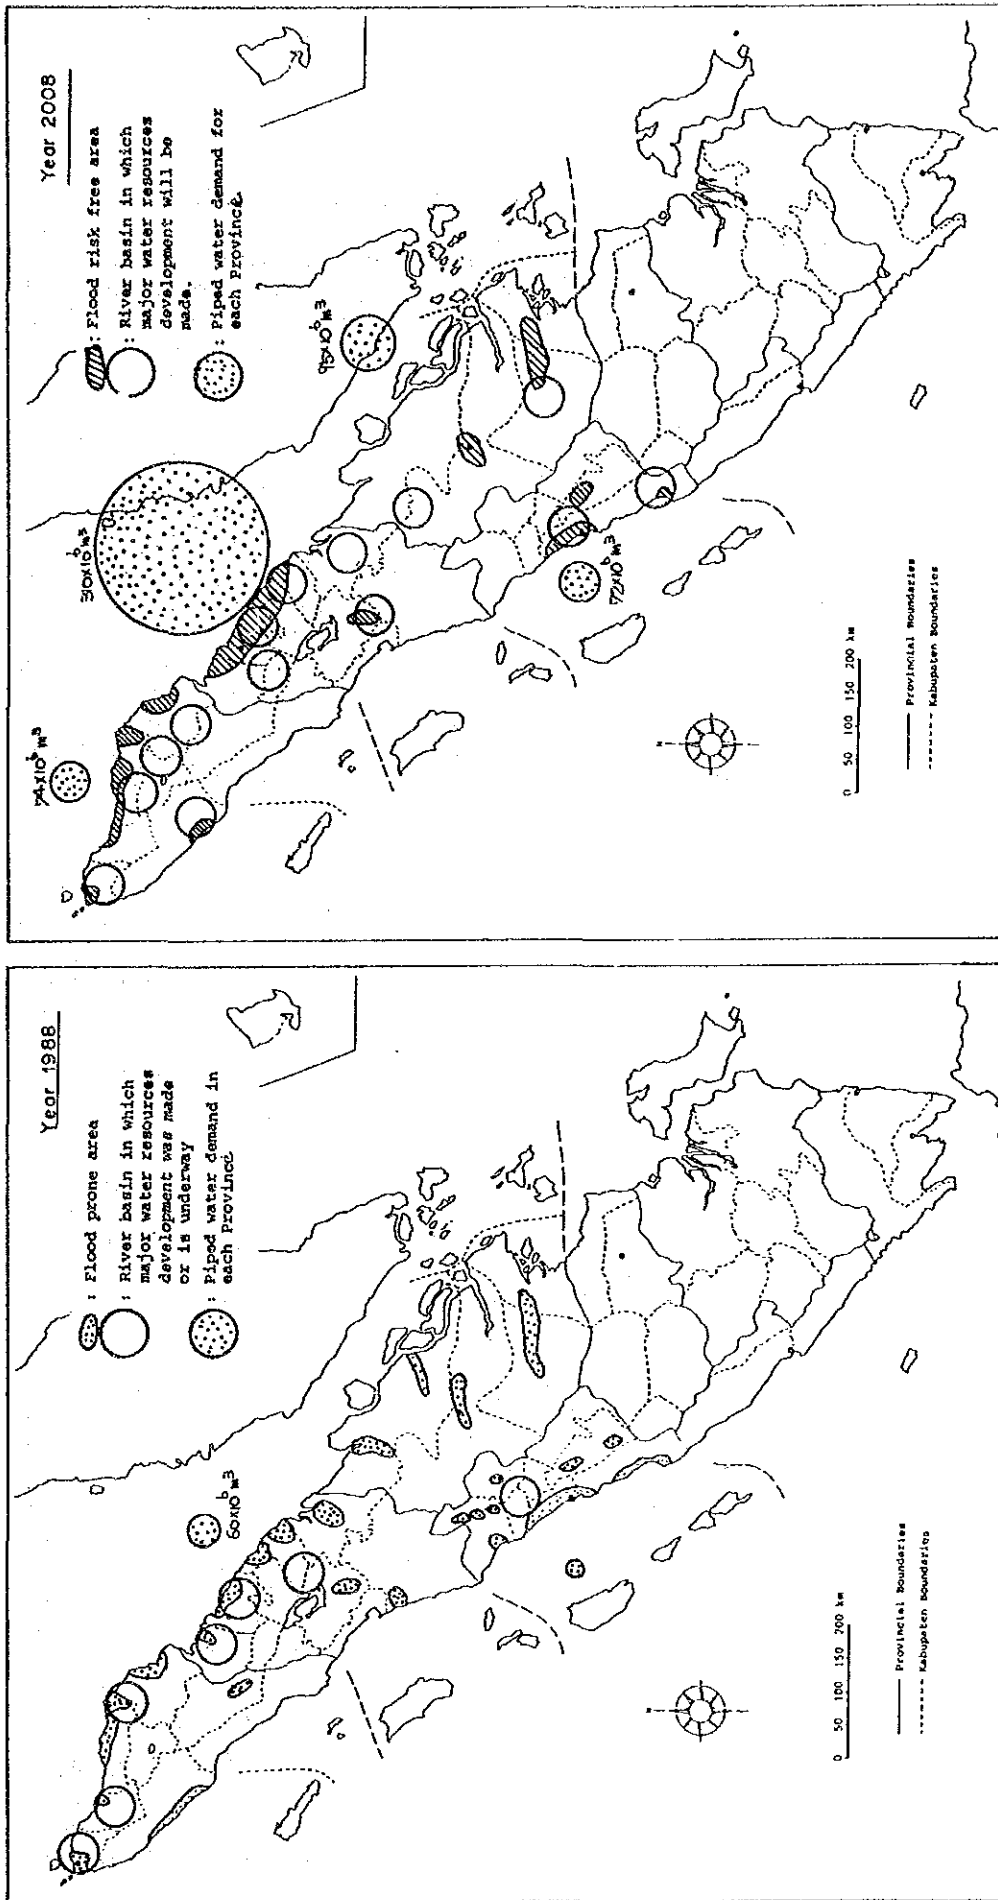 Year 2008
: Flood risk free area
: River basin in which
major water resources
development will be
made.
: Piped water demand for
each Province
74x10⁶m³
310x10⁶m³
95x10⁶m³
72x10⁶m³
N
0 50 100 150 200 km
Provincial Boundaries
Kabupaten Boundaries
Year 1988
: Flood prone area
: River basin in which
major water resources
development was made
or is underway
: Piped water demand in
each Province
60x10⁶m³
N
0 50 100 150 200 km
Provincial Boundaries
Kabupaten Boundaries